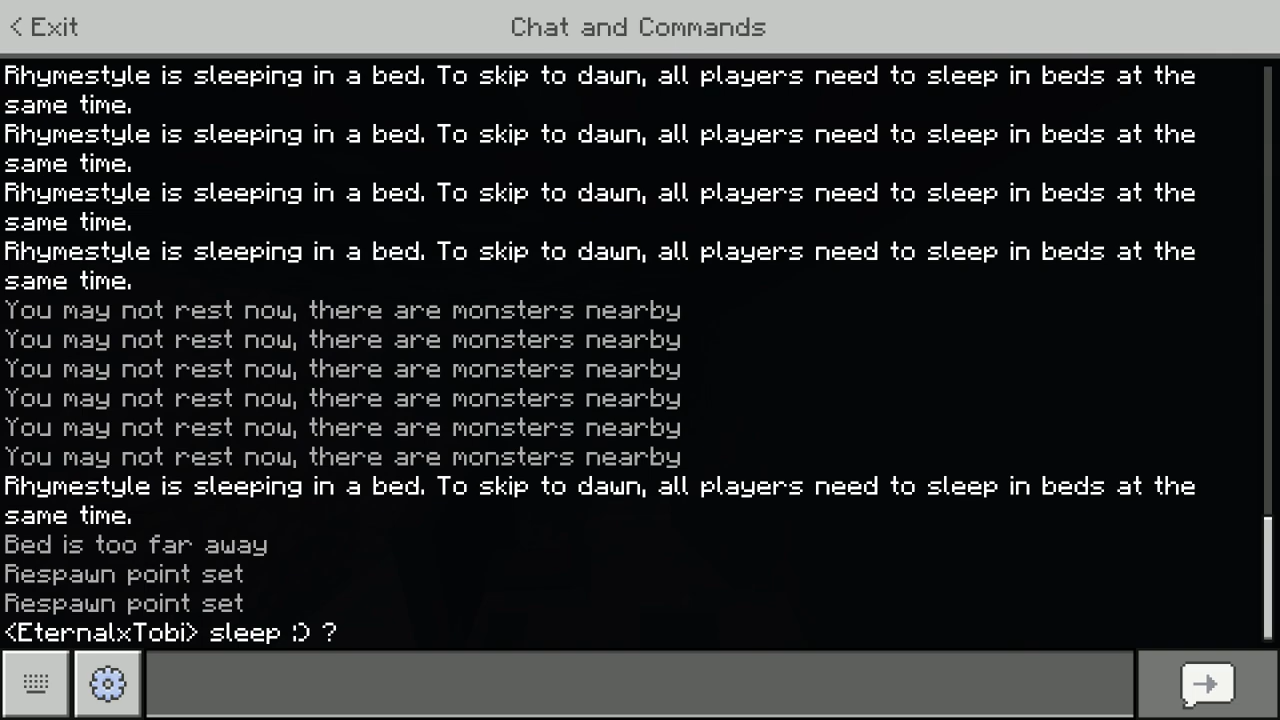 < Exit
Chat and Commands
Rhymestyle is sleeping in a bed. To skip to dawn, all players need to sleep in beds at the
same time.
Rhymestyle is sleeping in a bed. To skip to dawn, all players need to sleep in beds at the
same time.
Rhymestyle is sleeping in a bed. To skip to dawn, all players need to sleep in beds at the
same time.
Rhymestyle is sleeping in a bed. To skip to dawn, all players need to sleep in beds at the
same time.
You may not rest now, there are monsters nearby
You may not rest now, there are monsters nearby
You may not rest now, there are monsters nearby
You may not rest now, there are monsters nearby
You may not rest now, there are monsters nearby
You may not rest now, there are monsters nearby
Rhymestyle is sleeping in a bed. To skip to dawn, all players need to sleep in beds at the
same time.
Bed is too far away
Respawn point set
Respawn point set
<EternalxTobi> sleep :) ?